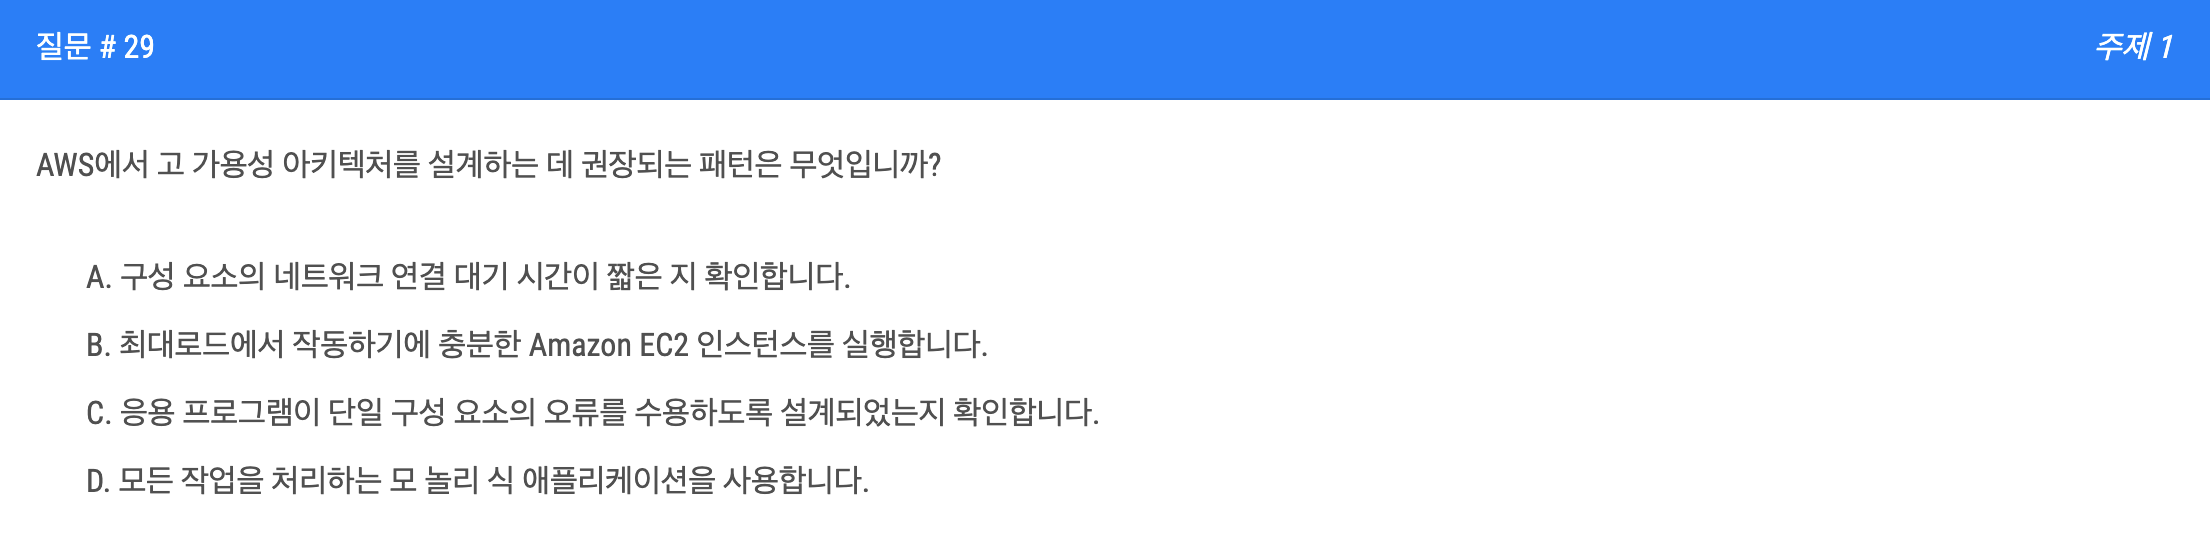 질문 # 29
주제 1
AWS에서 고 가용성 아키텍처를 설계하는 데 권장되는 패턴은 무엇입니까?
A. 구성 요소의 네트워크 연결 대기 시간이 짧은 지 확인합니다.
B. 최대로드에서 작동하기에 충분한 Amazon EC2 인스턴스를 실행합니다.
C. 응용 프로그램이 단일 구성 요소의 오류를 수용하도록 설계되었는지 확인합니다.
D. 모든 작업을 처리하는 모 놀리 식 애플리케이션을 사용합니다.